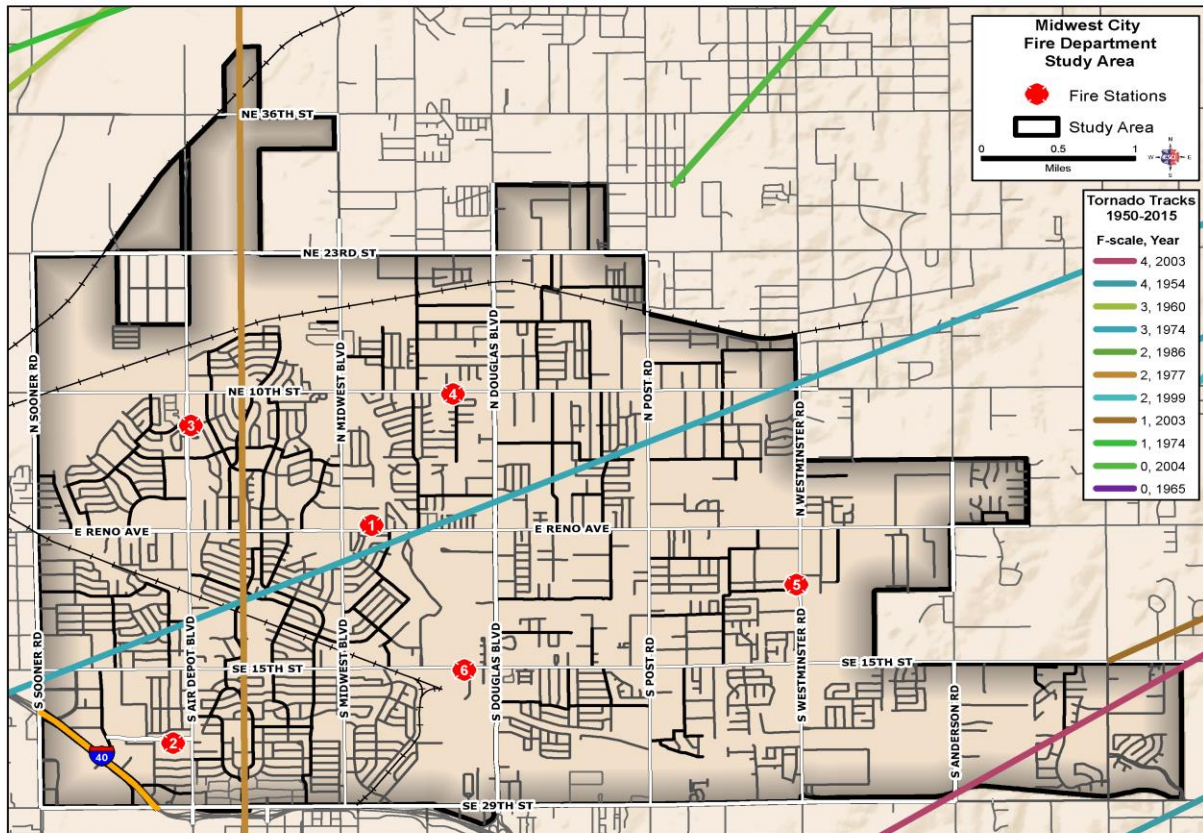 Midwest City
Fire Department
Study Area
Fire Stations
Study Area
0 0.5 1
Miles
N
W E
S
Tornado Tracks
1950-2015
F-scale, Year
4, 2003
4, 1954
3, 1960
3, 1974
2, 1986
2, 1977
2, 1999
1, 2003
1, 1974
0, 2004
0, 1965
NE 36TH ST
NE 23RD ST
N SOONER RD
NE 10TH ST
N MIDWEST BLVD
N DOUGLAS BLVD
N POST RD
N WESTMINSTER RD
4
3
1
E RENO AVE
E RENO AVE
5
S SOONER RD
S AIR DEPOT BLVD
SE 15TH ST
S MIDWEST BLVD
6
S DOUGLAS BLVD
S POST RD
S WESTMINSTER RD
SE 15TH ST
S ANDERSON RD
2
40
SE 29TH ST